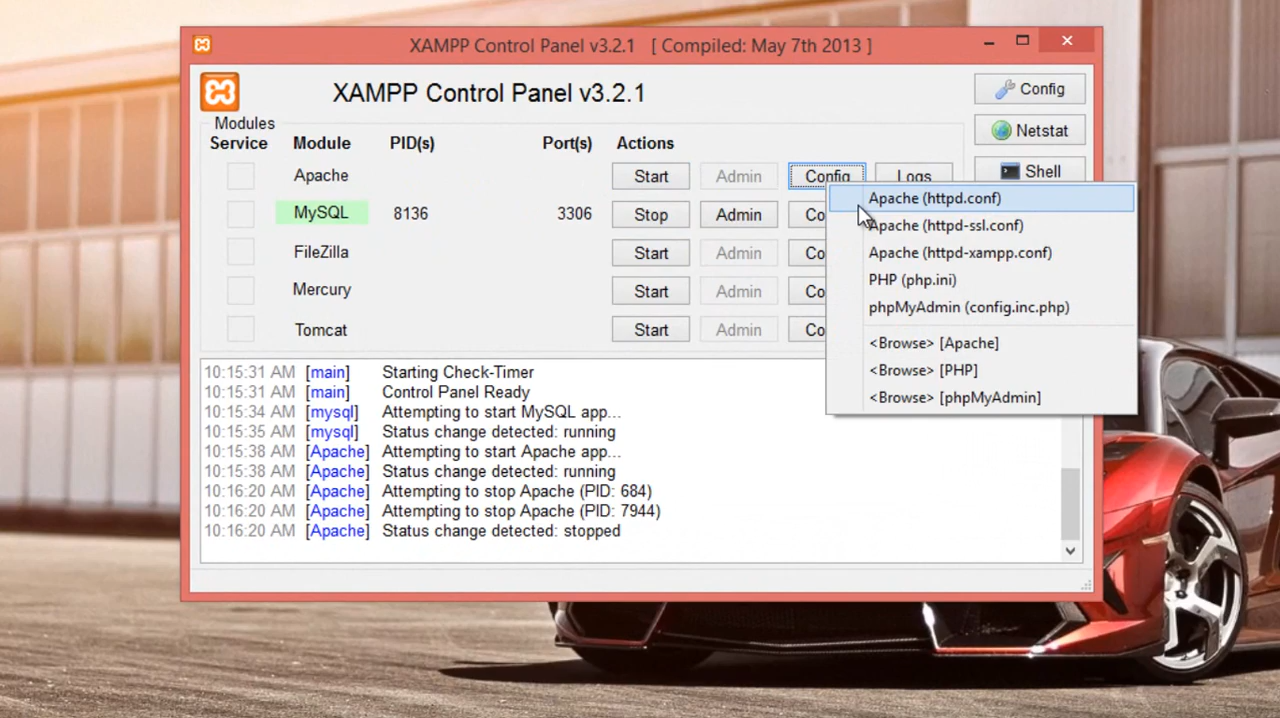 XAMPP Control Panel v3.2.1 [ Compiled: May 7th 2013 ]
XAMPP Control Panel v3.2.1
Config
Modules
Netstat
Service Module PID(s) Port(s) Actions
Shell
Apache Start Admin Config Logs
MySQL 8136 3306 Stop Admin Co
FileZilla Start Admin Co
Mercury Start Admin Co
Tomcat Start Admin Co
Apache (httpd.conf)
Apache (httpd-ssl.conf)
Apache (httpd-xampp.conf)
PHP (php.ini)
phpMyAdmin (config.inc.php)
<Browse> [Apache]
<Browse> [PHP]
<Browse> [phpMyAdmin]
10:15:31 AM [main] Starting Check-Timer
10:15:31 AM [main] Control Panel Ready
10:15:34 AM [mysql] Attempting to start MySQL app...
10:15:35 AM [mysql] Status change detected: running
10:15:38 AM [Apache] Attempting to start Apache app...
10:15:38 AM [Apache] Status change detected: running
10:16:20 AM [Apache] Attempting to stop Apache (PID: 684)
10:16:20 AM [Apache] Attempting to stop Apache (PID: 7944)
10:16:20 AM [Apache] Status change detected: stopped